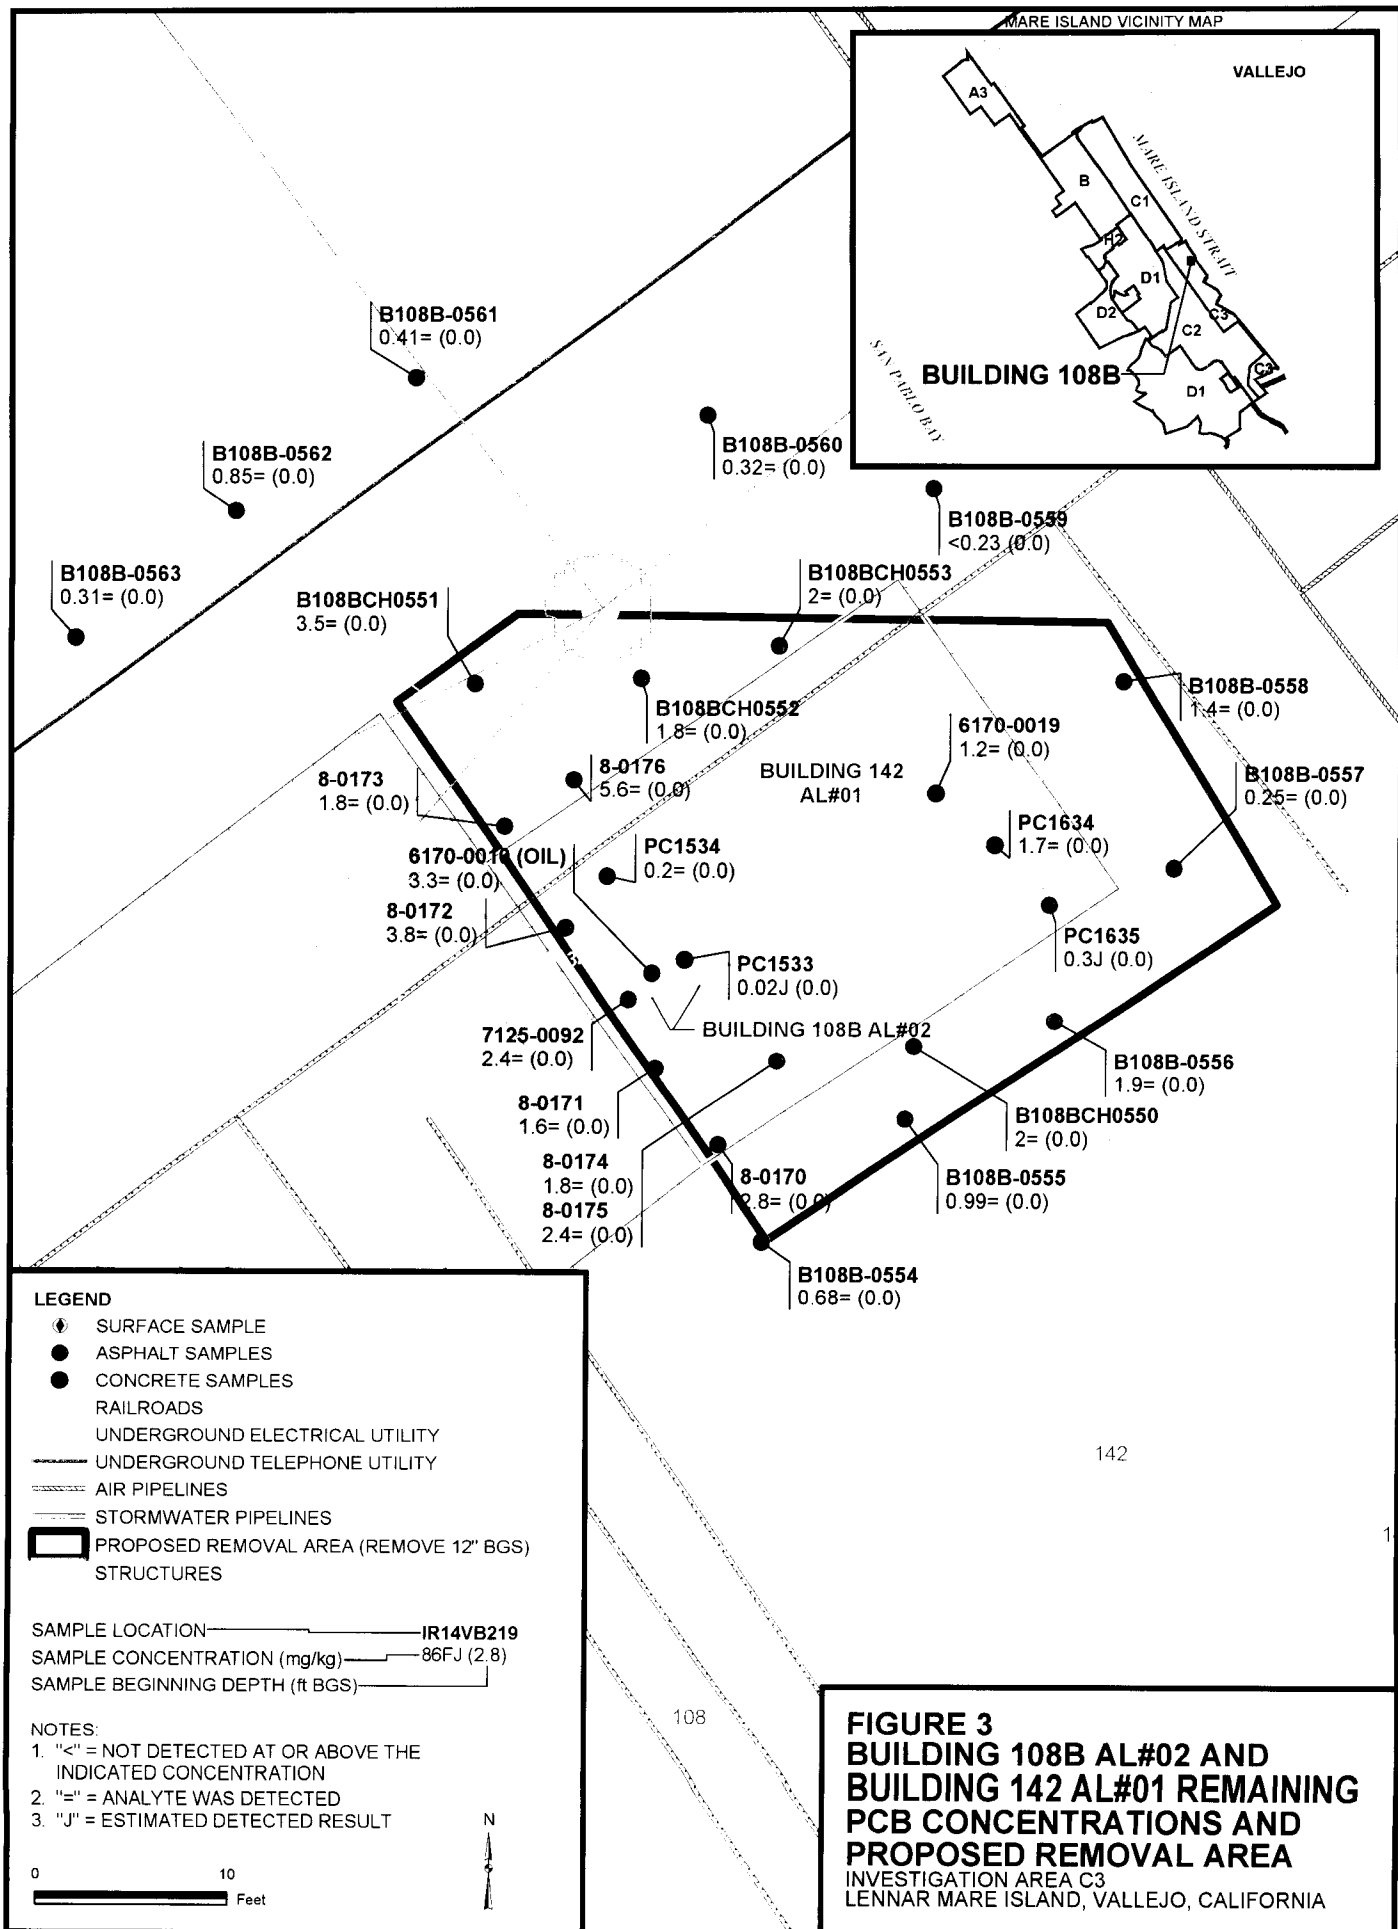 MARE ISLAND VICINITY MAP
VALLEJO
A3
B
C1
MARE ISLAND STRAIT
H2
D1
D2
C2
C3
C3
SAN PABLO BAY
BUILDING 108B
D1
B108B-0561
0.41= (0.0)
B108B-0562
0.85= (0.0)
B108B-0560
0.32= (0.0)
B108B-0559
<0.23 (0.0)
B108B-0563
0.31= (0.0)
B108BCH0551
3.5= (0.0)
B108BCH0553
2= (0.0)
B108BCH0552
1.8= (0.0)
B108B-0558
1.4= (0.0)
6170-0019
1.2= (0.0)
8-0173
1.8= (0.0)
8-0176
5.6= (0.0)
BUILDING 142
AL#01
B108B-0557
0.25= (0.0)
PC1634
1.7= (0.0)
(OIL)
3.3= (0.0)
PC1534
0.2= (0.0)
8-0172
3.8= (0.0)
PC1635
0.3J (0.0)
PC1533
0.02J (0.0)
7125-0092
2.4= (0.0)
BUILDING 108B AL#02
B108B-0556
1.9= (0.0)
8-0171
1.6= (0.0)
B108BCH0550
2= (0.0)
8-0174
1.8= (0.0)
8-0175
2.4= (0.0)
8-0170
2.8= (0.0)
B108B-0555
0.99= (0.0)
B108B-0554
0.68= (0.0)
LEGEND
SURFACE SAMPLE
ASPHALT SAMPLES
CONCRETE SAMPLES
RAILROADS
UNDERGROUND ELECTRICAL UTILITY
UNDERGROUND TELEPHONE UTILITY
AIR PIPELINES
STORMWATER PIPELINES
PROPOSED REMOVAL AREA (REMOVE 12" BGS)
STRUCTURES
SAMPLE LOCATION IR14VB219
SAMPLE CONCENTRATION (mg/kg) 86FJ (2.8)
SAMPLE BEGINNING DEPTH (ft BGS)
NOTES:
1. "<" = NOT DETECTED AT OR ABOVE THE
INDICATED CONCENTRATION
2. "=" = ANALYTE WAS DETECTED
3. "J" = ESTIMATED DETECTED RESULT
N
0 10
Feet
142
108
FIGURE 3
BUILDING 108B AL#02 AND
BUILDING 142 AL#01 REMAINING
PCB CONCENTRATIONS AND
PROPOSED REMOVAL AREA
INVESTIGATION AREA C3
LENNAR MARE ISLAND, VALLEJO, CALIFORNIA